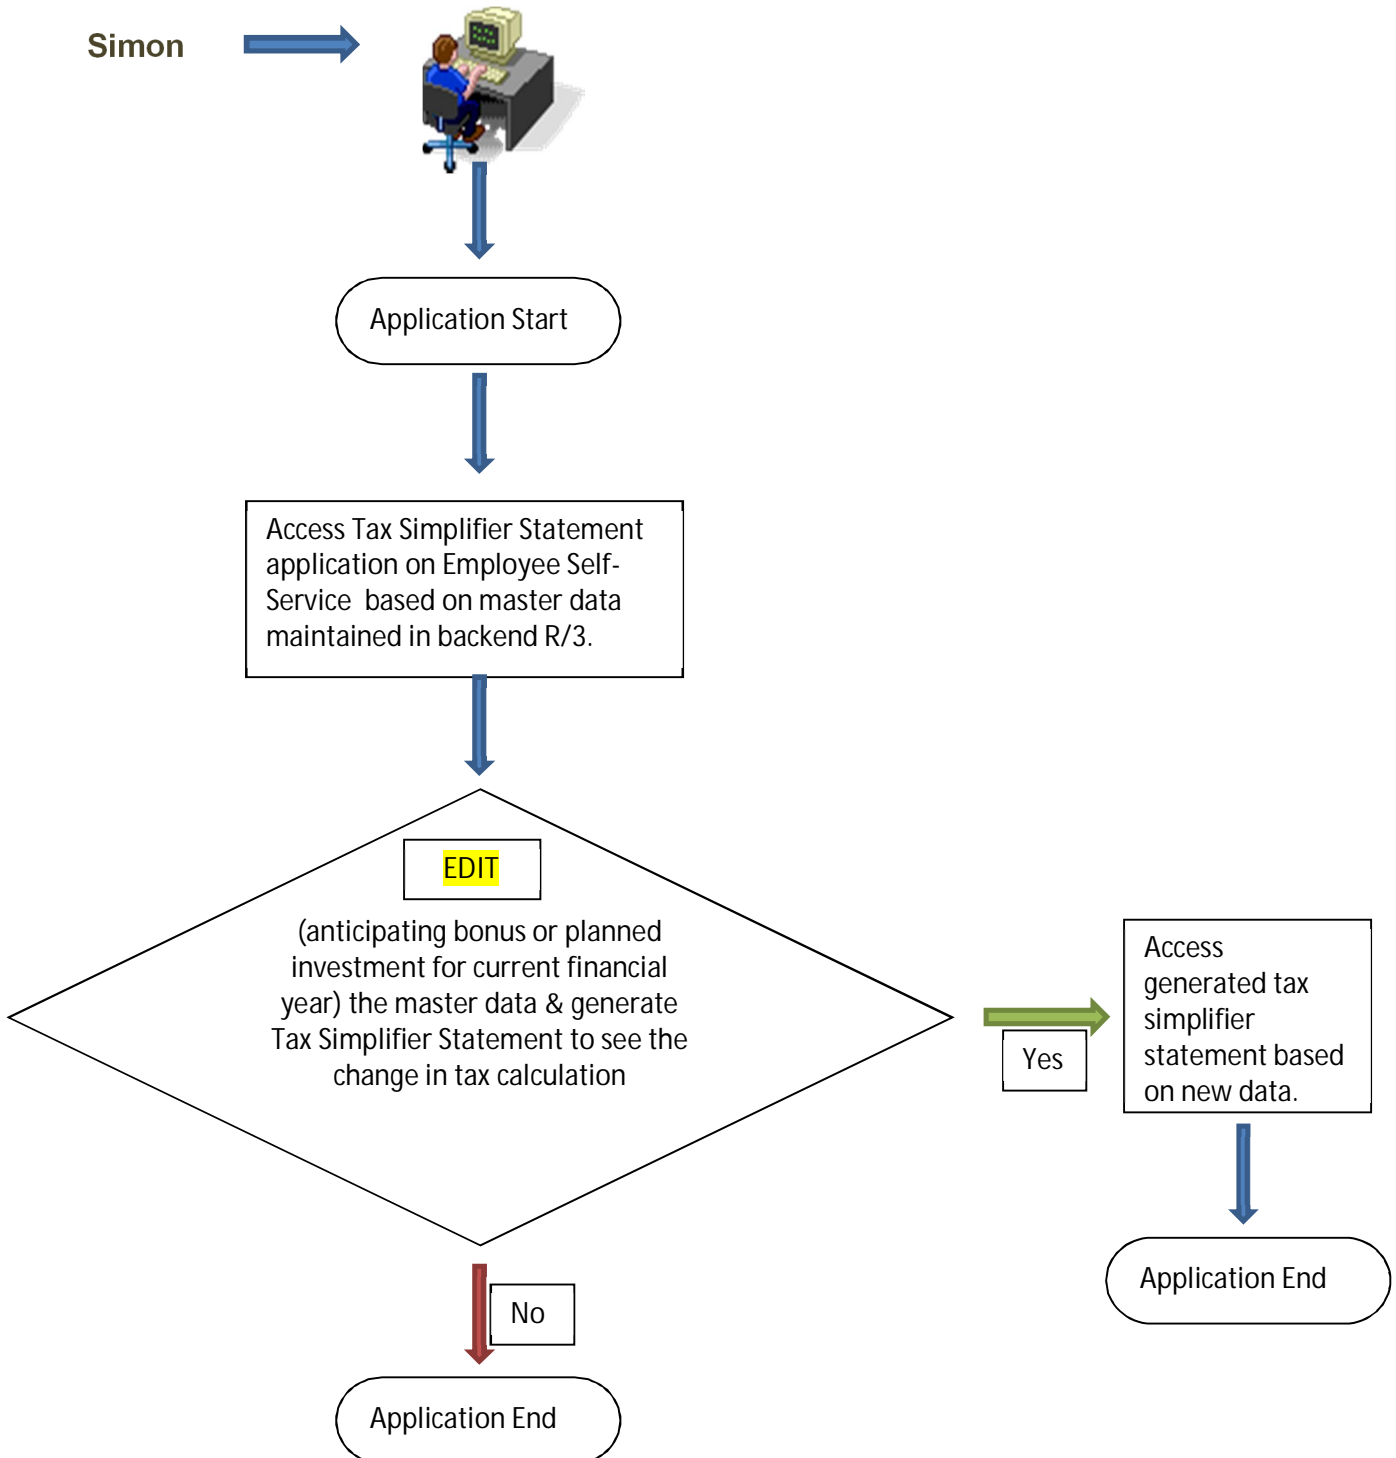 Simon
Application Start
Access Tax Simplifier Statement
application on Employee Self-
Service  based on master data
maintained in backend R/3.
EDIT
(anticipating bonus or planned
investment for current financial
year) the master data & generate
Tax Simplifier Statement to see the
change in tax calculation
Yes
Access
generated tax
simplifier
statement based
on new data.
Application End
No
Application End